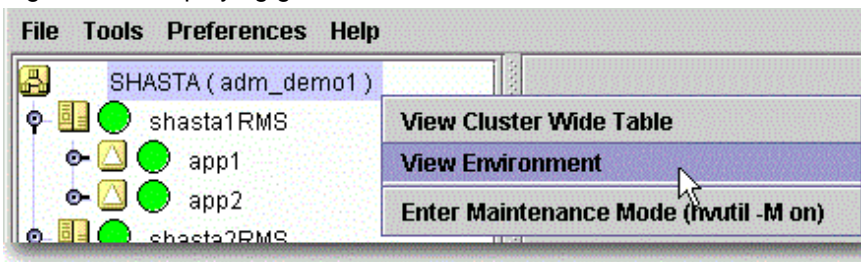 File Tools Preferences Help
SHASTA ( adm_demo1 )
shasta1RMS
View Cluster Wide Table
app1
View Environment
app2
Enter Maintenance Mode (hvutil -M on)
shasta2RMS